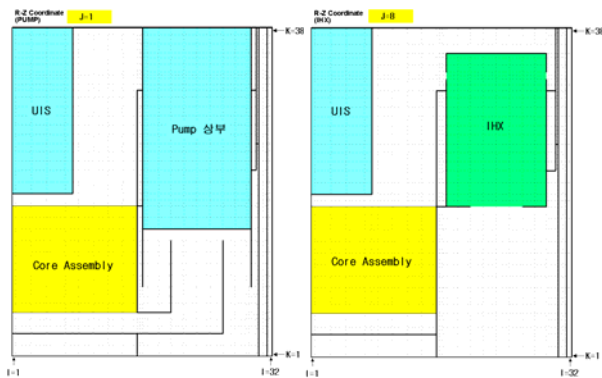 R-Z Coordinate
(PUMP)
J=1
K=38
UIS
Pump 상부
Core Assembly
K=1
I=1
I=32
R-Z Coordinate
(IHX)
J=8
K=38
UIS
IHX
Core Assembly
K=1
I=1
I=32